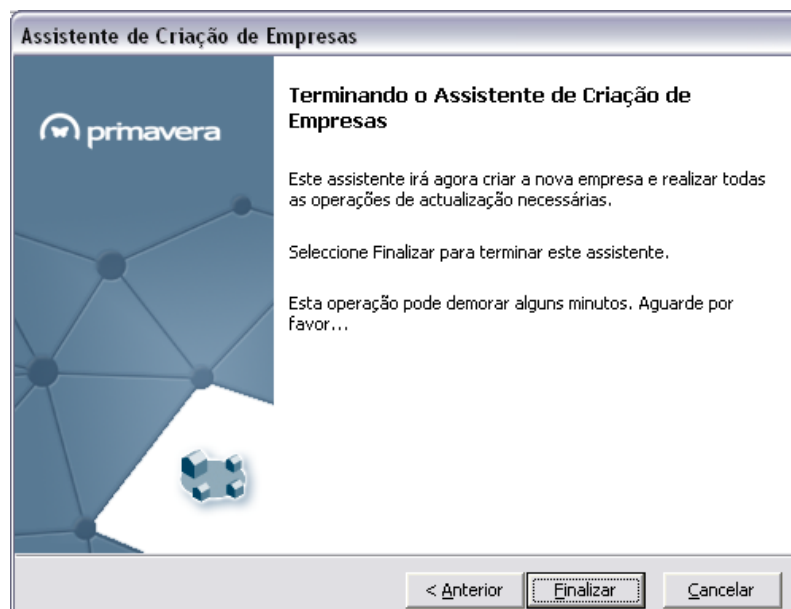 Assistente de Criação de Empresas
primavera
Terminando o Assistente de Criação de
Empresas
Este assistente irá agora criar a nova empresa e realizar todas
as operações de actualização necessárias.
Seleccione Finalizar para terminar este assistente.
Esta operação pode demorar alguns minutos. Aguarde por
favor...
< Anterior
Finalizar
Cancelar